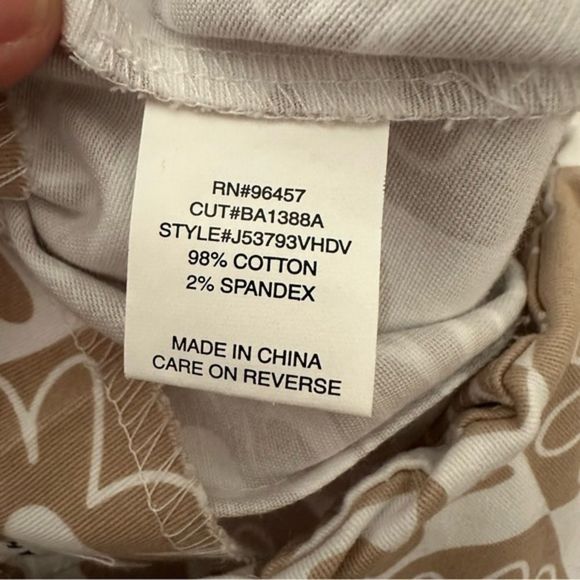 RN#96457
CUT#BA1388A
STYLE#J53793VHDV
98% COTTON
2% SPANDEX
MADE IN CHINA
CARE ON REVERSE